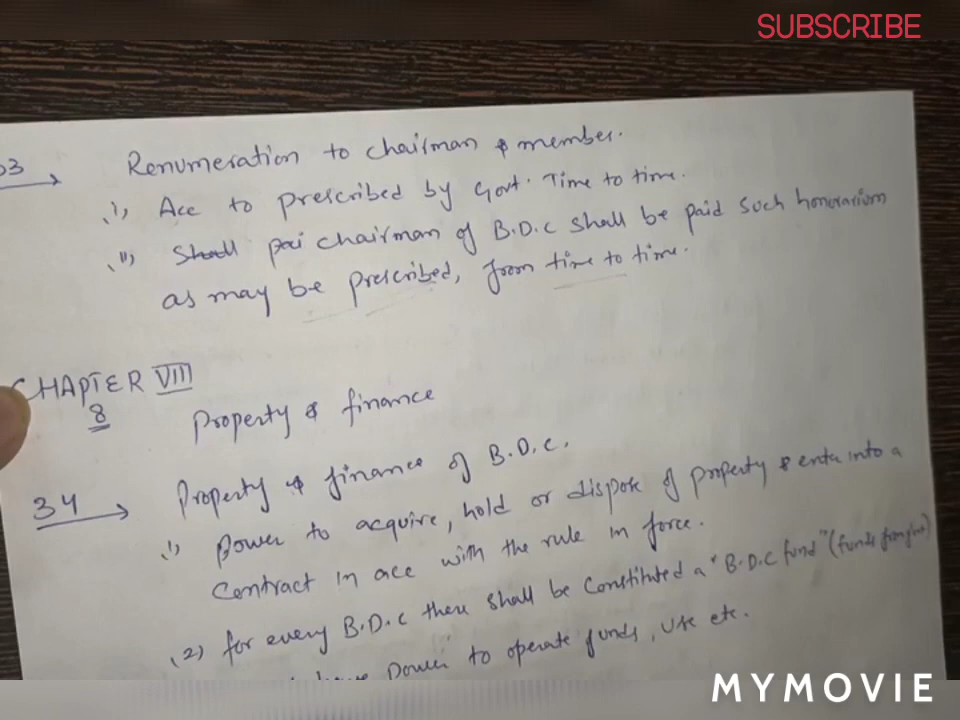 SUBSCRIBE
Renumeration to chairman & member.
(i) Acc to prescribed by Govt. Time to time.
(ii) Shall pai chairman of B.D.C shall be paid such honorarium
as may be prescribed, from time to time.
CHAPTER VIII
8
Property & finance
34 → Property & finance of B.D.C.
(i) power to acquire, hold or dispose of property & enter into a
Contract in acc with the rule in force.
(2) for every B.D.C there shall be constituted a "B.D.C fund" (funds
power to operate funds, use etc.
MYMOVIE